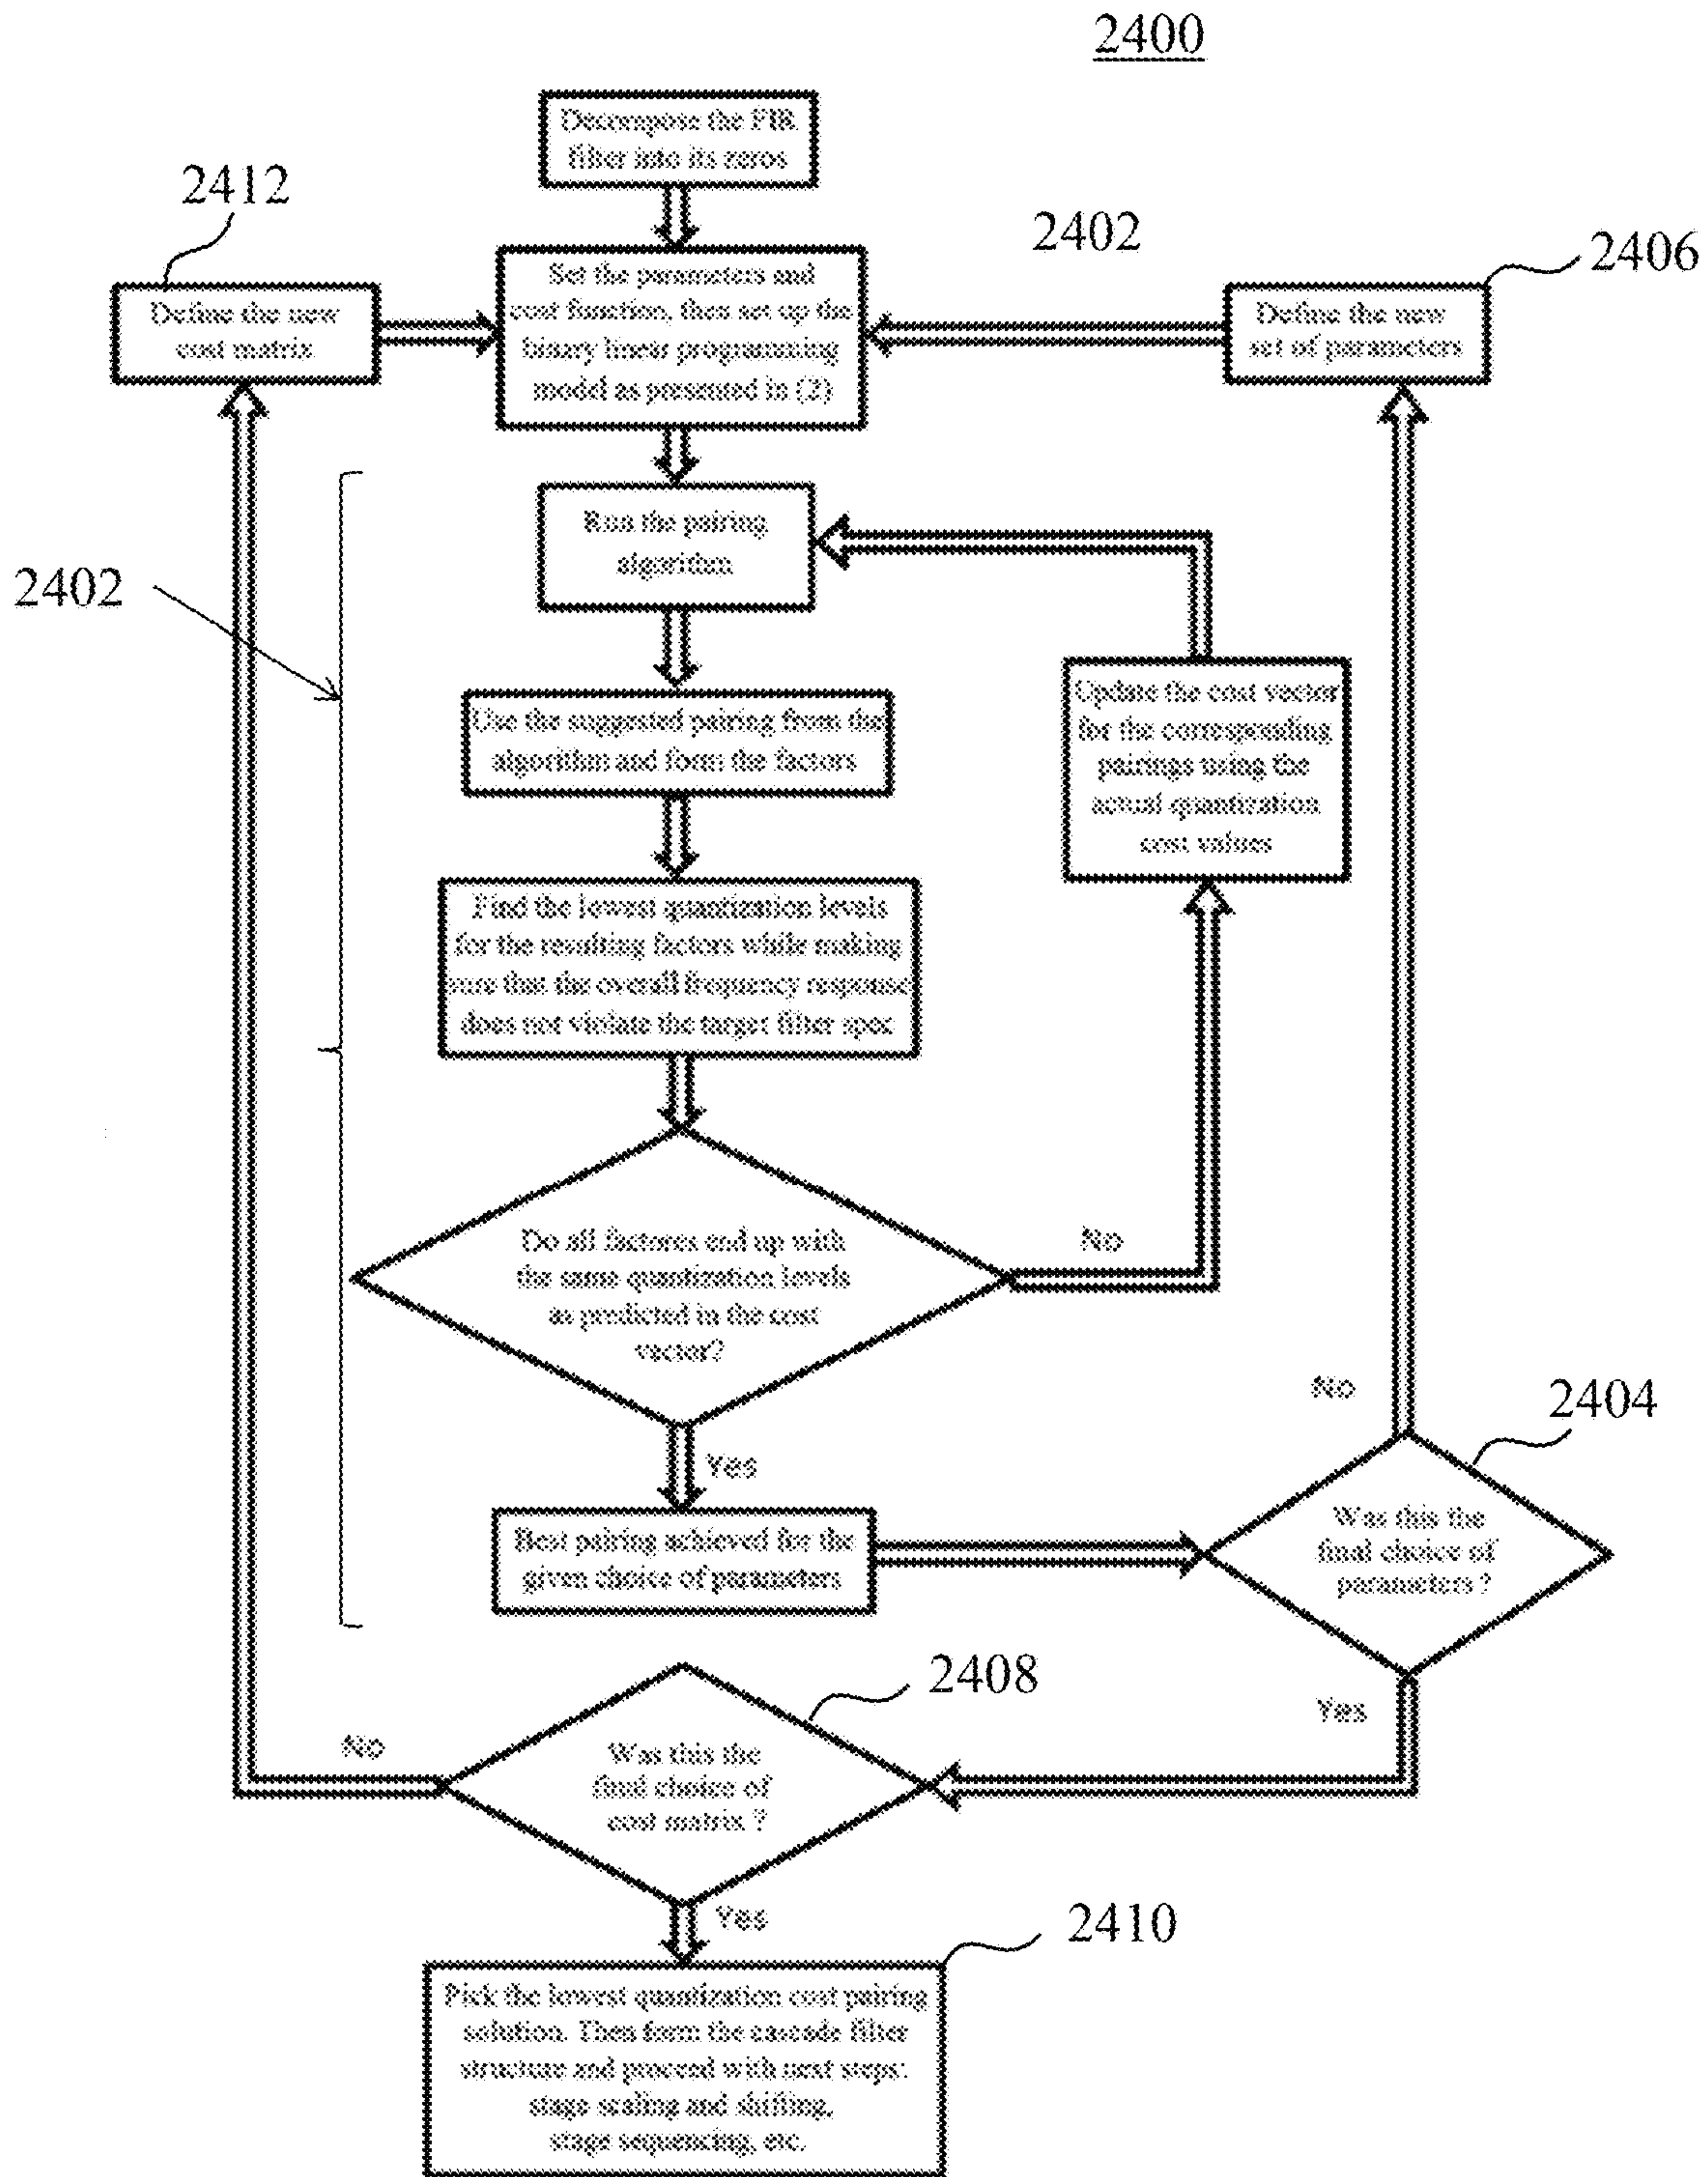 2400
Decompose the FIR
filter into its zeros
2412
2402
2406
Define the new
cost matrix
Set the parameters and
cost function, then set up the
binary linear programming
model as presented in (2)
Define the new
set of parameters
Run the pairing
algorithm
2402
Use the suggested pairing from the
algorithm and form the factors
Update the cost vector
for the corresponding
pairings using the
actual quantization
cost values
Find the lowest quantization levels
for the resulting factors while making
sure that the overall frequency response
does not violate the target filter spec
Do all factores end up with
the same quantization levels
as predicted in the cost
vector?
No
Yes
No
2404
Best pairing achieved for the
given choice of parameters
Was this the
final choice of
parameters ?
Yes
2408
No
Was this the
final choice of
cost matrix ?
Yes
2410
Pick the lowest quantization cost pairing
solution. Then form the cascade filter
structure and proceed with next steps:
stage scaling and shifting,
stage sequencing, etc.